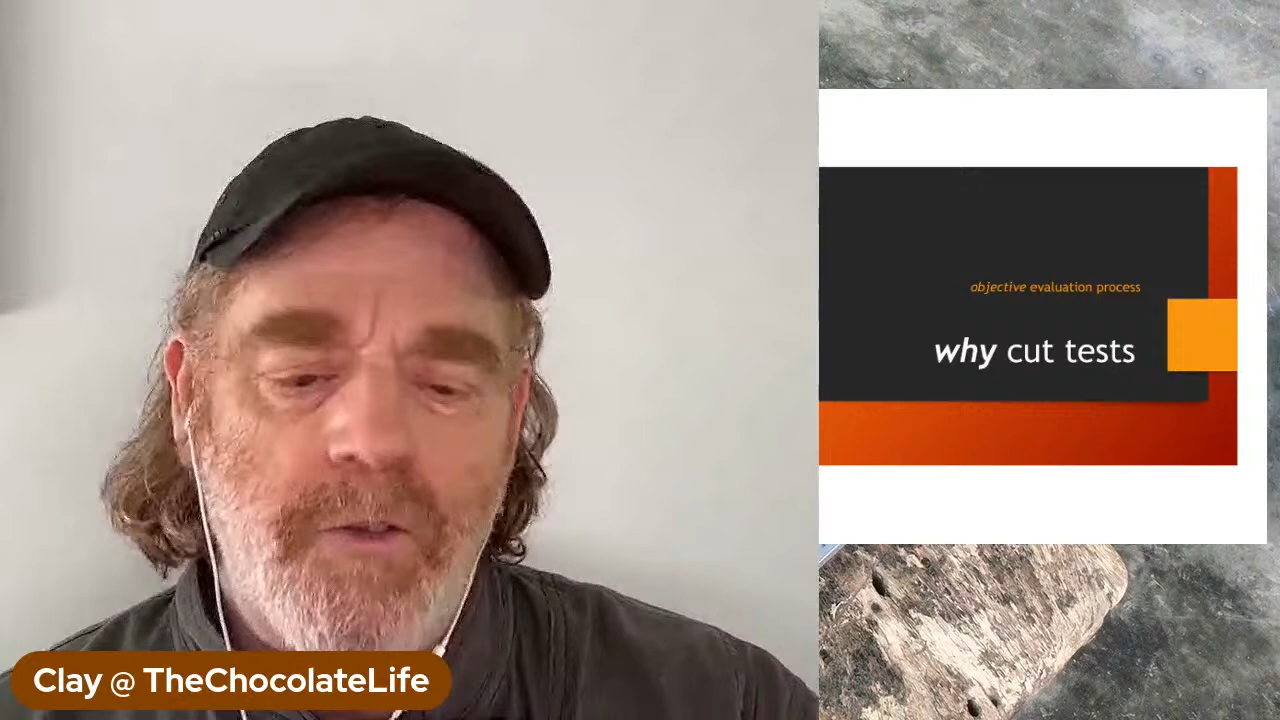 objective evaluation process
why cut tests
Clay @ TheChocolateLife